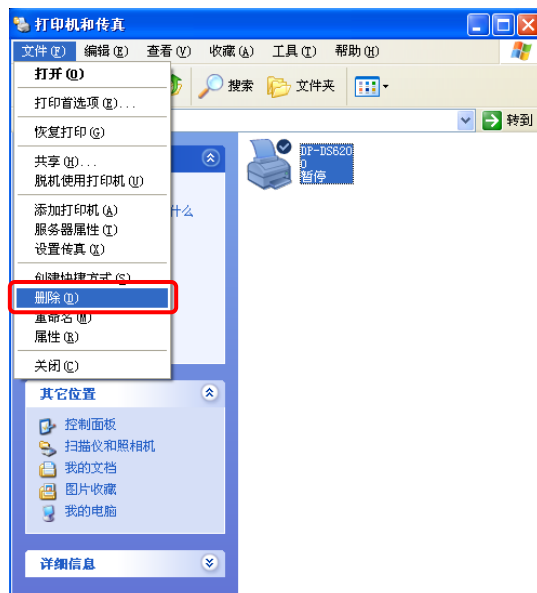 打印机和传真
文件(F) 编辑(E) 查看(V) 收藏(A) 工具(T) 帮助(H)
打开(O)
搜索 文件夹
打印首选项(E)...
转到
恢复打印(G)
共享(H)...
脱机使用打印机(U)
DP-DS620
0
暂停
添加打印机(A)
什么
服务器属性(T)
设置传真(X)
创建快捷方式(S)
删除(D)
重命名(M)
属性(R)
关闭(C)
其它位置
控制面板
扫描仪和照相机
我的文档
图片收藏
我的电脑
详细信息